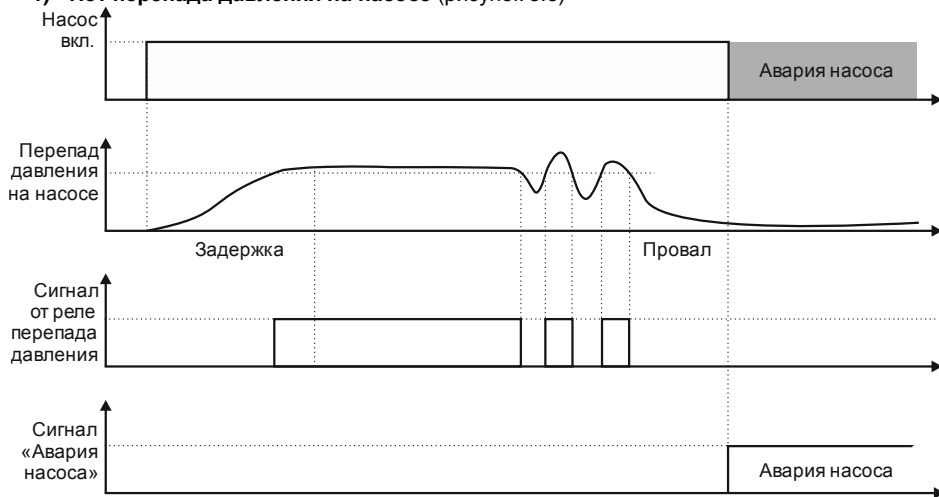 Насос
вкл.
Авария насоса
Перепад
давления
на насосе
Задержка
Провал
Сигнал
от реле
перепада
давления
Сигнал
«Авария
насоса»
Авария насоса